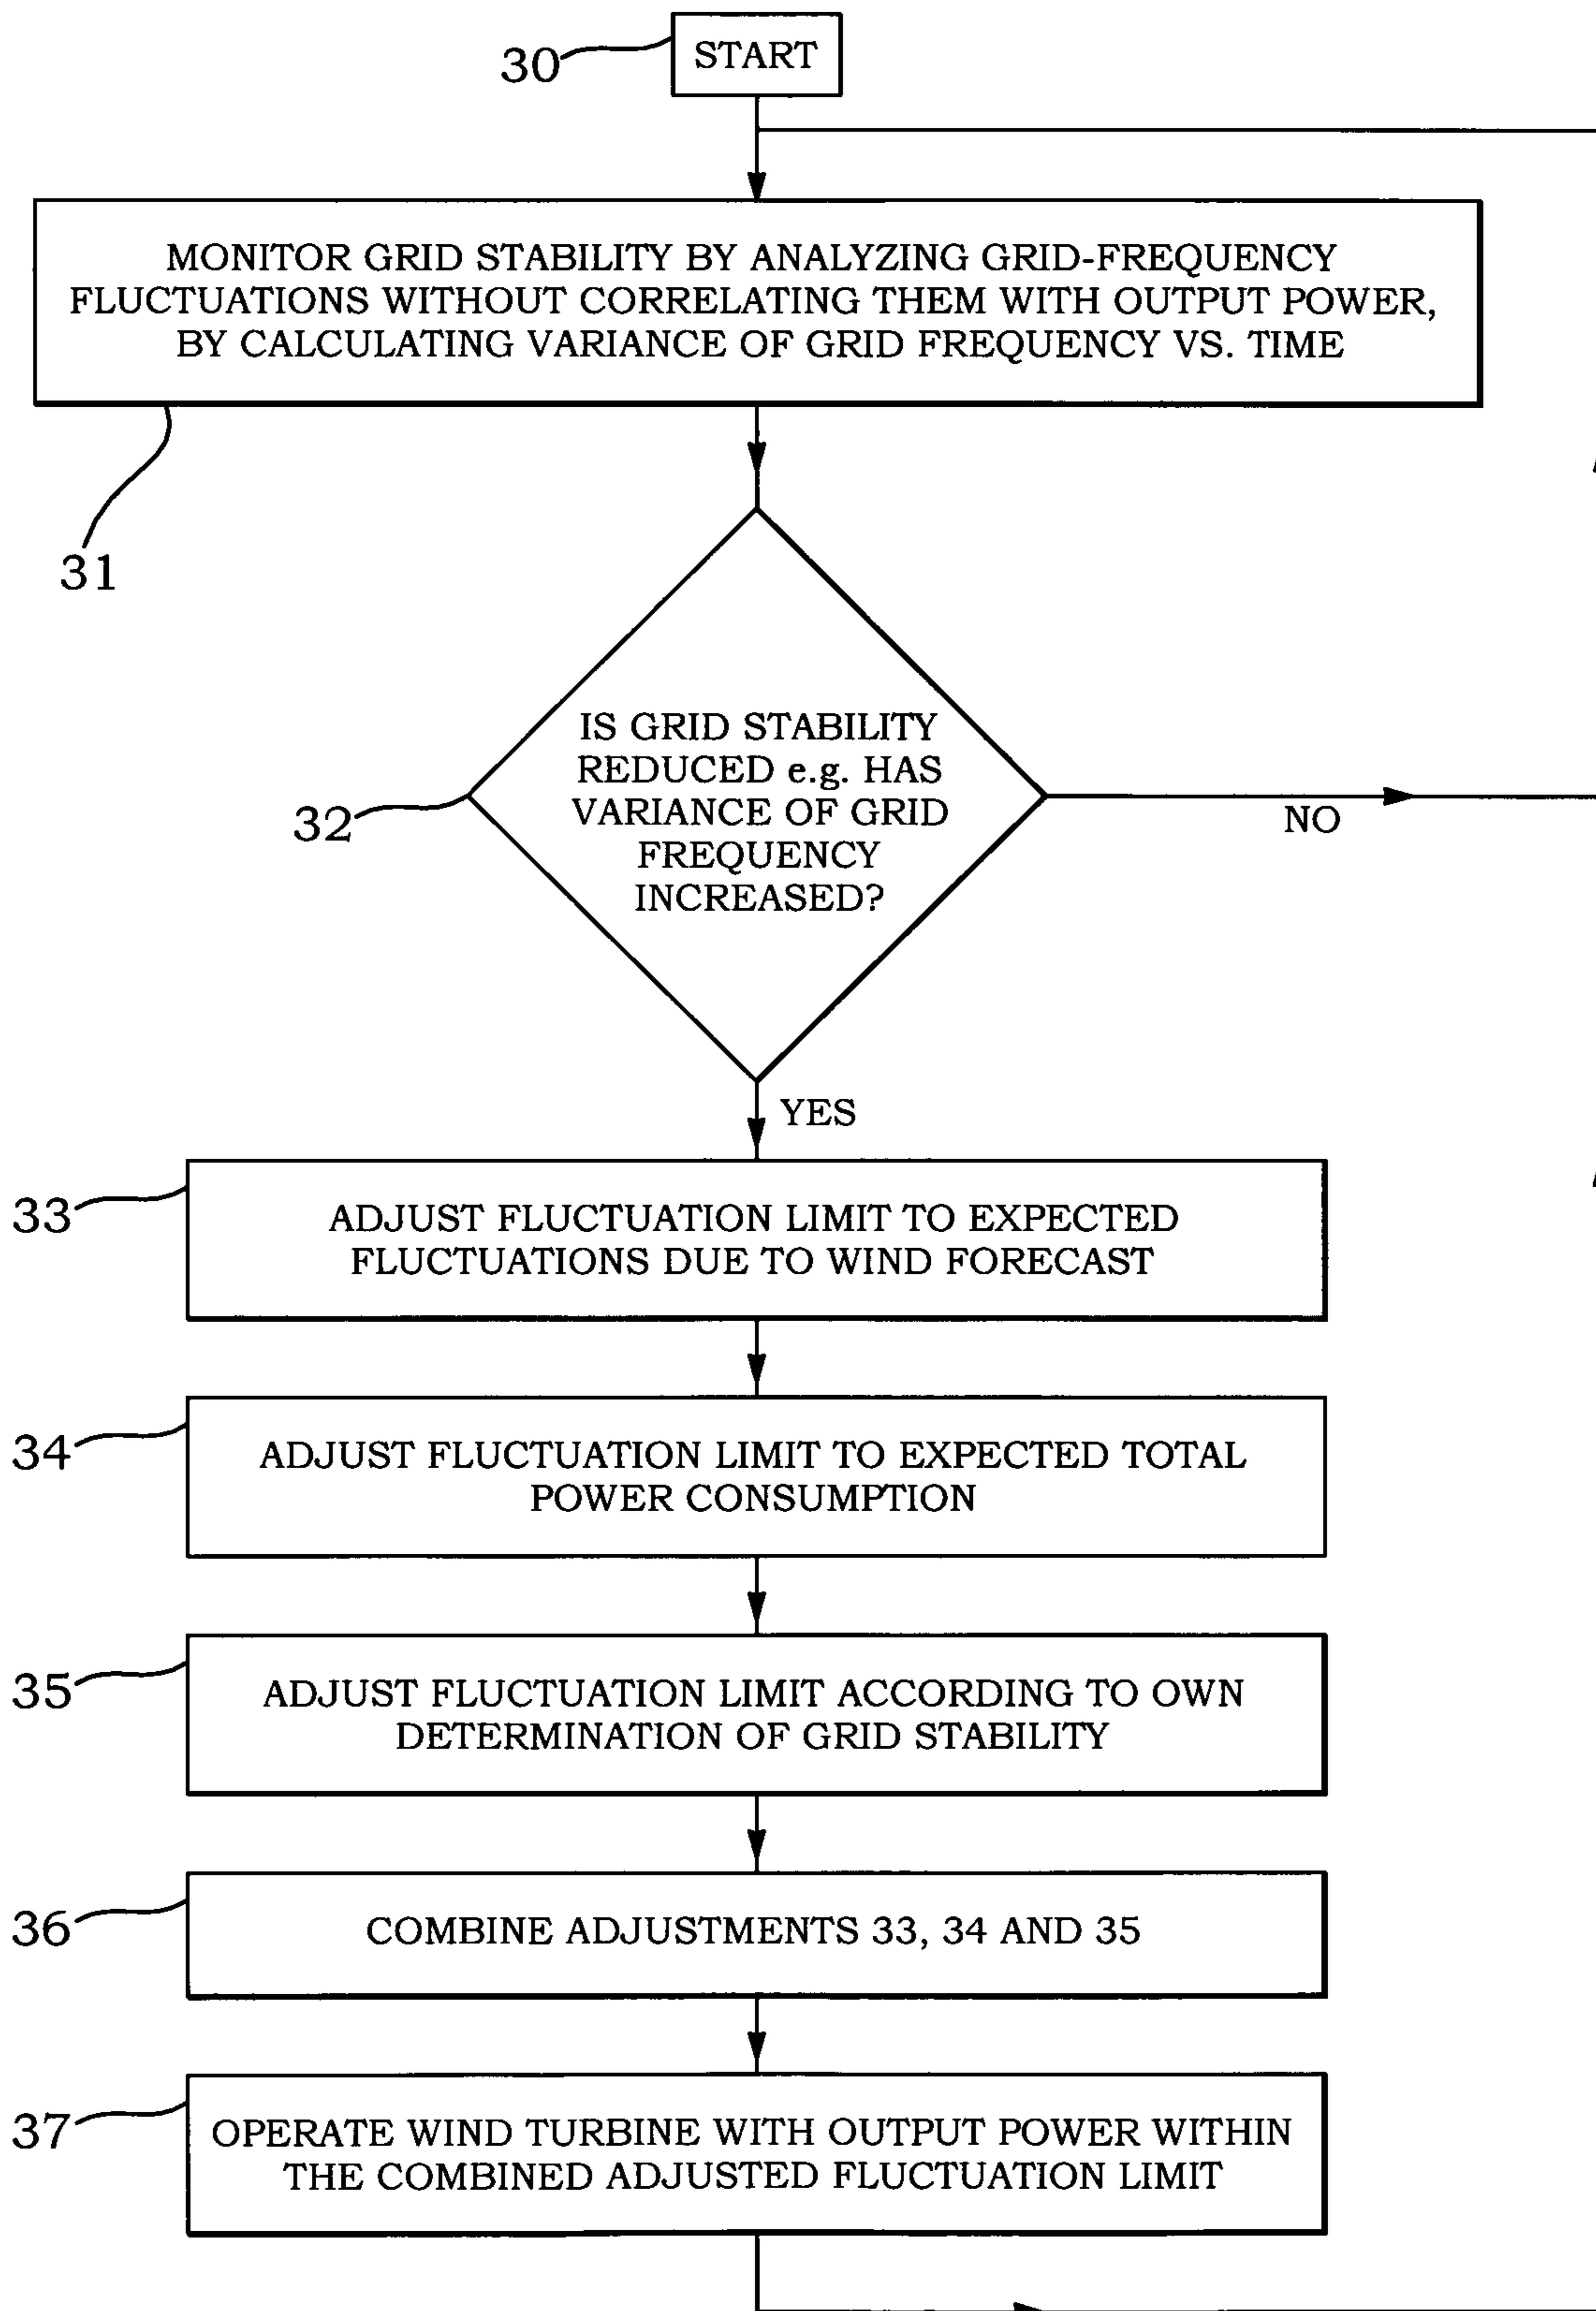 30
START
MONITOR GRID STABILITY BY ANALYZING GRID-FREQUENCY
FLUCTUATIONS WITHOUT CORRELATING THEM WITH OUTPUT POWER,
BY CALCULATING VARIANCE OF GRID FREQUENCY VS. TIME
31
IS GRID STABILITY
REDUCED e.g. HAS
VARIANCE OF GRID
FREQUENCY
INCREASED?
32
NO
YES
33
ADJUST FLUCTUATION LIMIT TO EXPECTED
FLUCTUATIONS DUE TO WIND FORECAST
34
ADJUST FLUCTUATION LIMIT TO EXPECTED TOTAL
POWER CONSUMPTION
35
ADJUST FLUCTUATION LIMIT ACCORDING TO OWN
DETERMINATION OF GRID STABILITY
36
COMBINE ADJUSTMENTS 33, 34 AND 35
37
OPERATE WIND TURBINE WITH OUTPUT POWER WITHIN
THE COMBINED ADJUSTED FLUCTUATION LIMIT